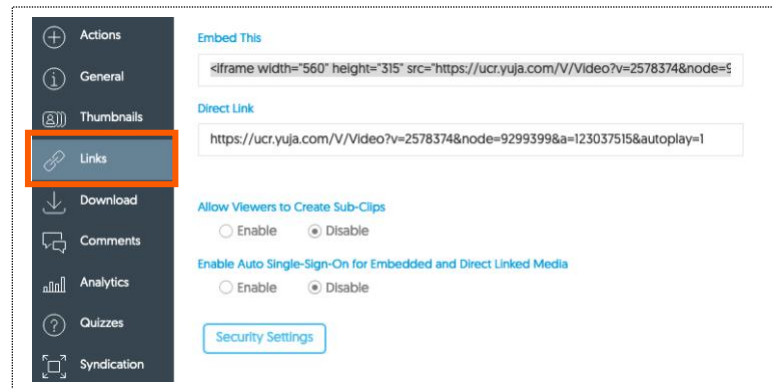 Actions
General
Thumbnails
Links
Download
Comments
Analytics
Quizzes
Syndication
Embed This
<iframe width="560" height="315" src="https://ucr.yuja.com/V/Video?v=2578374&node=9
Direct Link
https://ucr.yuja.com/V/Video?v=2578374&node=9299399&a=123037515&autoplay=1
Allow Viewers to Create Sub-Clips
Enable Disable
Enable Auto Single-Sign-On for Embedded and Direct Linked Media
Enable Disable
Security Settings